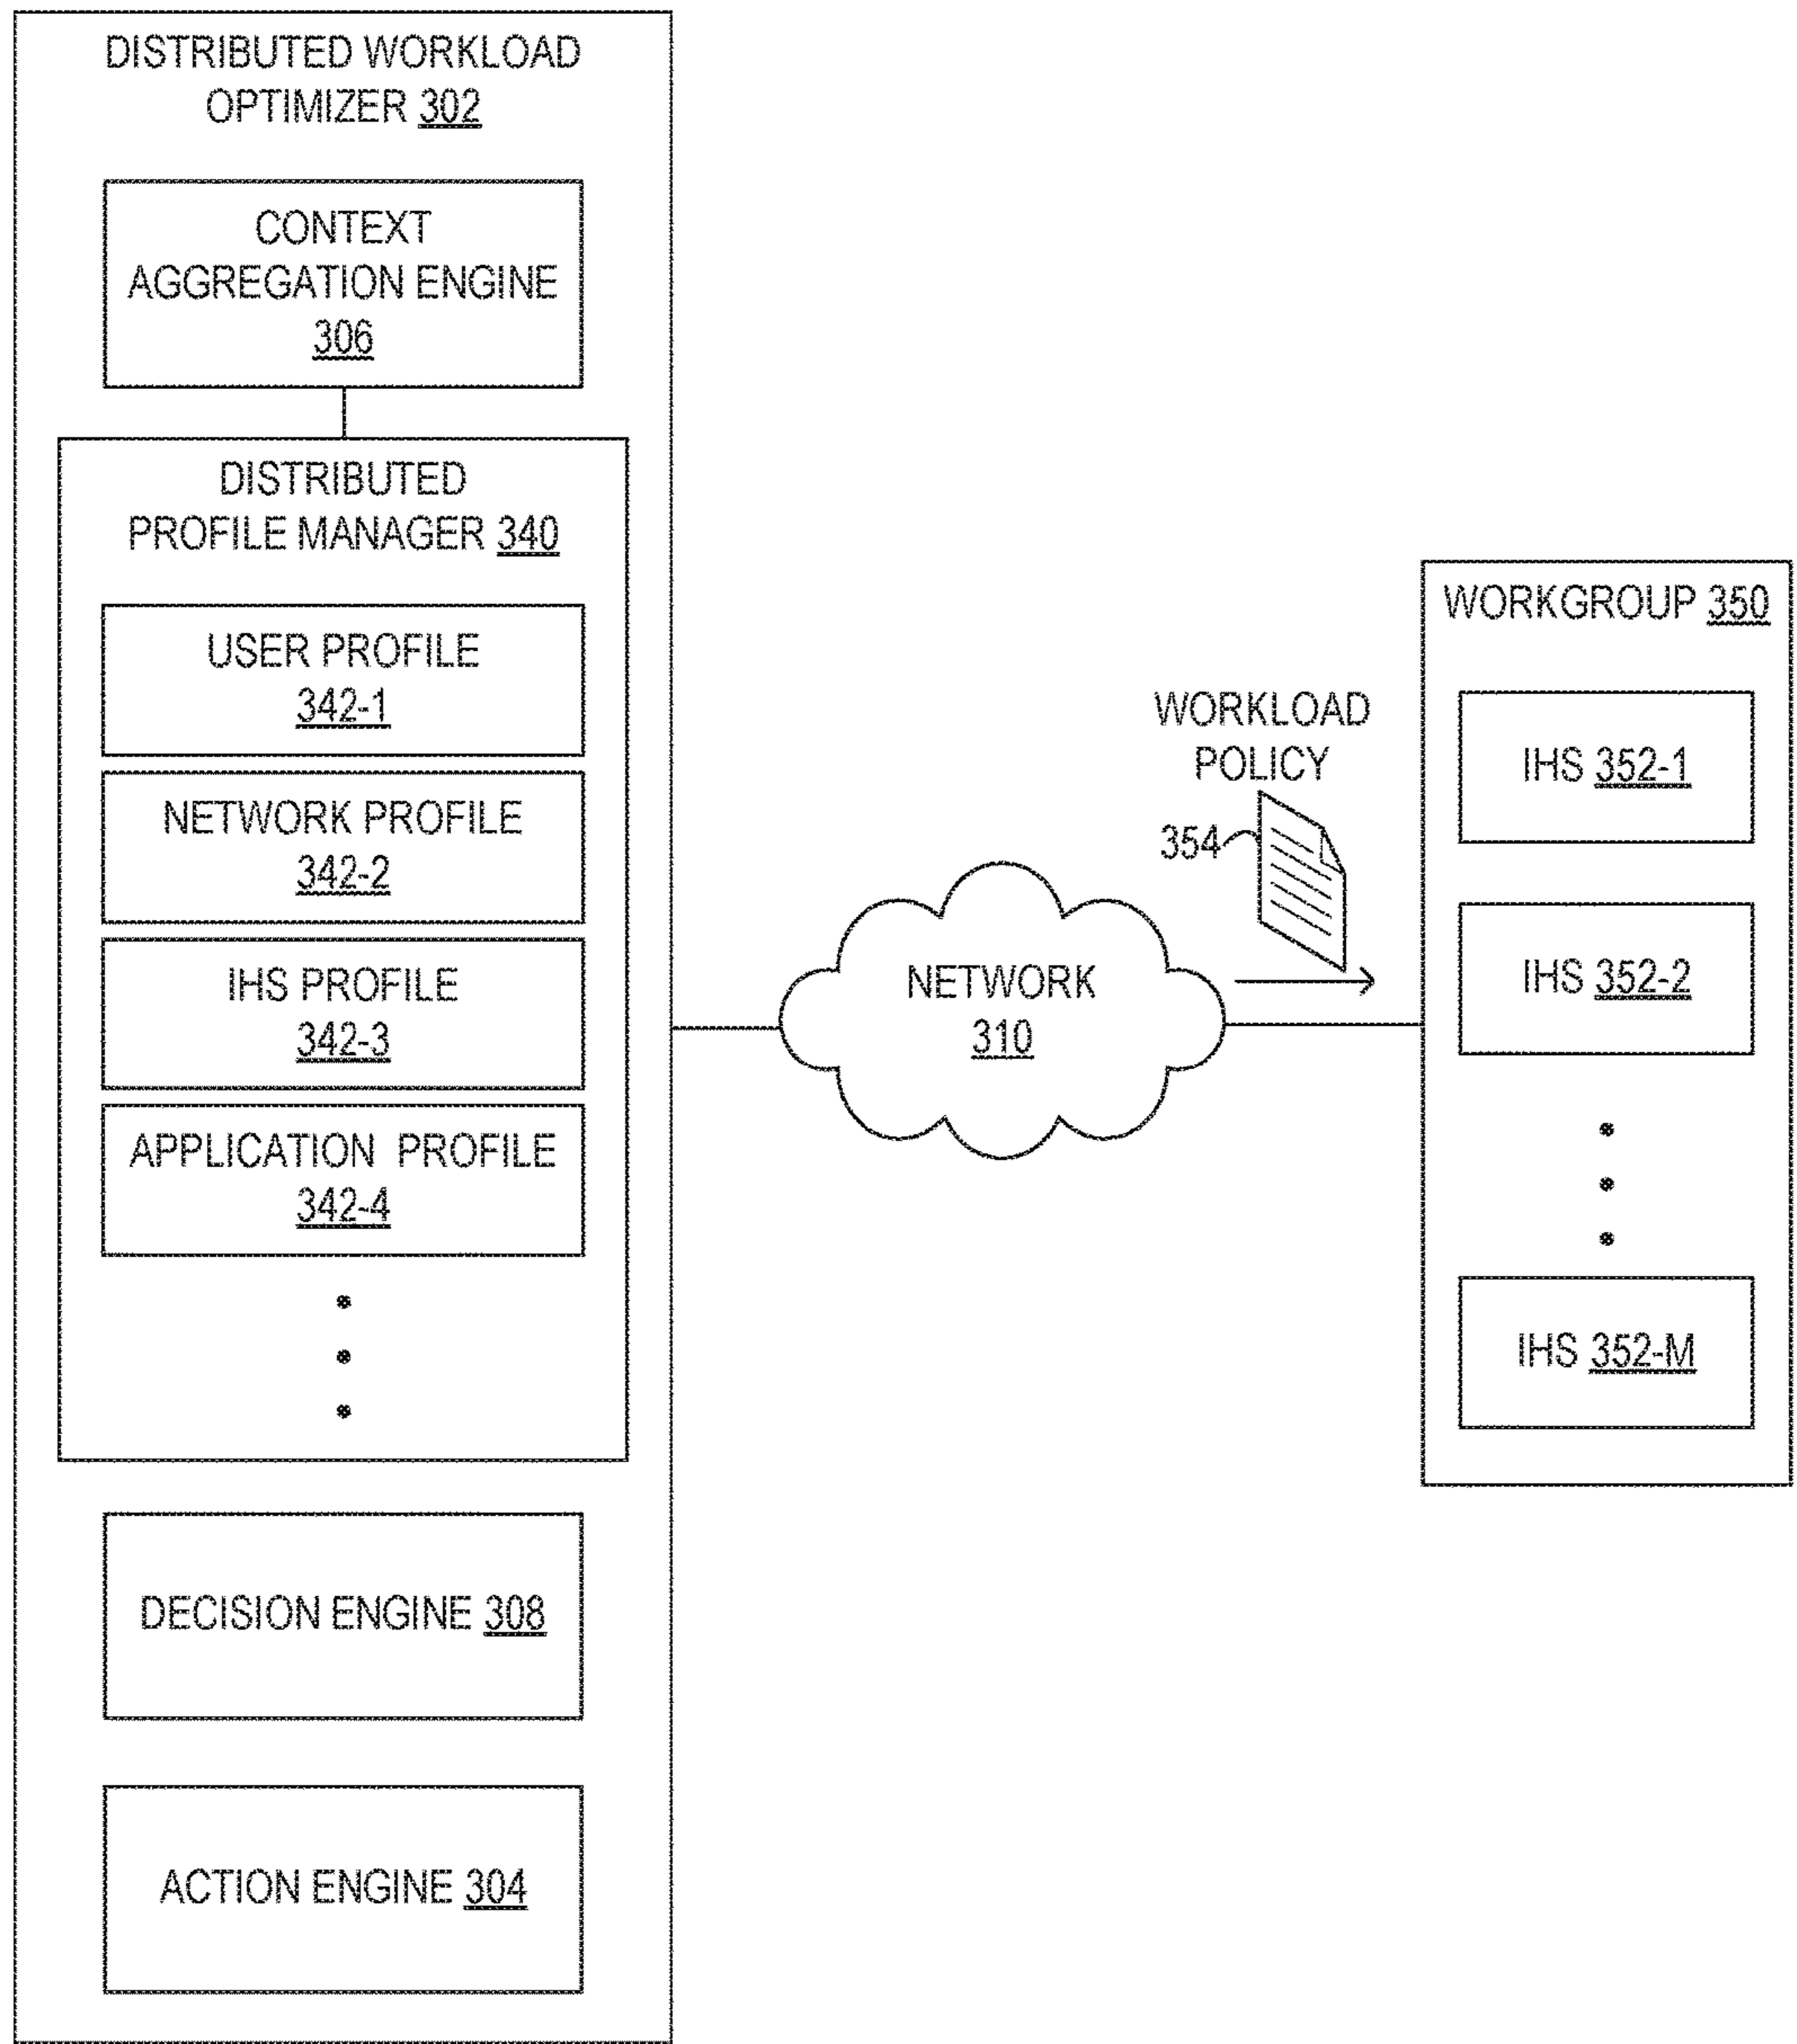 DISTRIBUTED WORKLOAD
OPTIMIZER 302
CONTEXT
AGGREGATION ENGINE
306
DISTRIBUTED
PROFILE MANAGER 340
USER PROFILE
342-1
NETWORK PROFILE
342-2
IHS PROFILE
342-3
APPLICATION PROFILE
342-4
DECISION ENGINE 308
ACTION ENGINE 304
NETWORK
310
WORKLOAD
POLICY
354
WORKGROUP 350
IHS 352-1
IHS 352-2
IHS 352-M